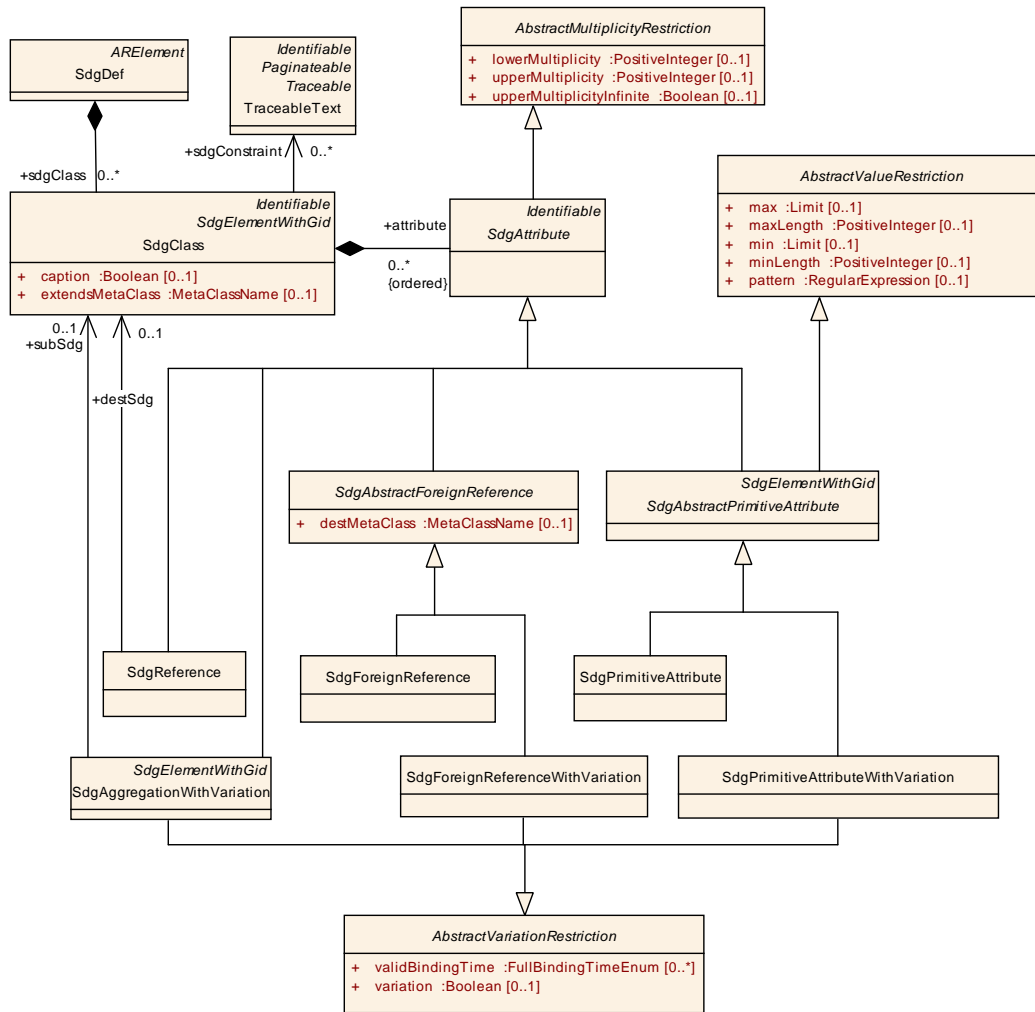 ARElement
SdgDef
Identifiable
Paginateable
Traceable
TraceableText
AbstractMultiplicityRestriction
+ lowerMultiplicity :PositiveInteger [0..1]
+ upperMultiplicity :PositiveInteger [0..1]
+ upperMultiplicityInfinite :Boolean [0..1]
+sdgConstraint 0..*
+sdgClass 0..*
AbstractValueRestriction
+ max :Limit [0..1]
+ maxLength :PositiveInteger [0..1]
+ min :Limit [0..1]
+ minLength :PositiveInteger [0..1]
+ pattern :RegularExpression [0..1]
Identifiable
SdgElementWithGid
SdgClass
+ caption :Boolean [0..1]
+ extendsMetaClass :MetaClassName [0..1]
+attribute
0..*
{ordered}
Identifiable
SdgAttribute
0..1
+subSdg
0..1
+destSdg
SdgAbstractForeignReference
+ destMetaClass :MetaClassName [0..1]
SdgElementWithGid
SdgAbstractPrimitiveAttribute
SdgReference
SdgForeignReference
SdgPrimitiveAttribute
SdgElementWithGid
SdgAggregationWithVariation
SdgForeignReferenceWithVariation
SdgPrimitiveAttributeWithVariation
AbstractVariationRestriction
+ validBindingTime :FullBindingTimeEnum [0..*]
+ variation :Boolean [0..1]